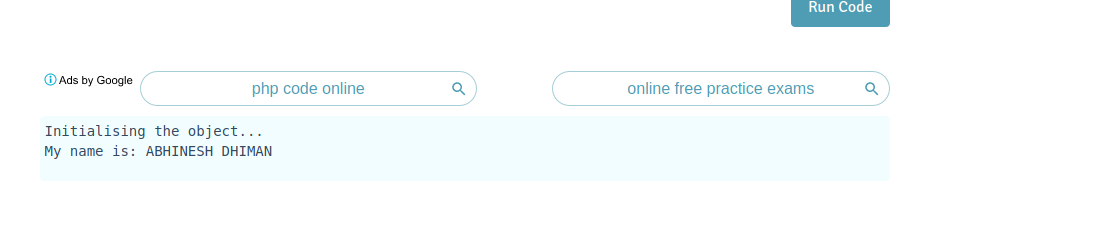 Run Code
Ads by Google
php code online
online free practice exams
Initialising the object...
My name is: ABHINESH DHIMAN